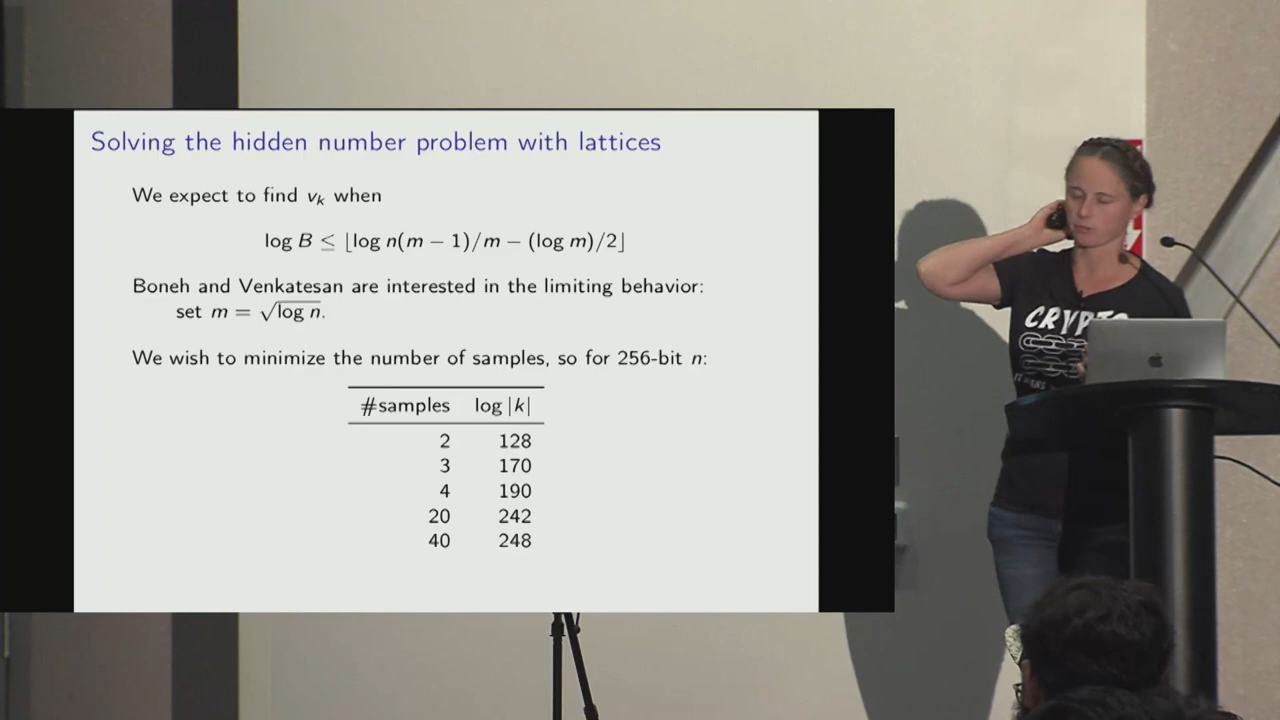 Solving the hidden number problem with lattices
We expect to find vₖ when
log B ≤ ⌊log n(m − 1)/m − (log m)/2⌋
Boneh and Venkatesan are interested in the limiting behavior:
set m = √log n.
We wish to minimize the number of samples, so for 256-bit n:
#samples log |k|
2 128
3 170
4 190
20 242
40 248
CRYPTO